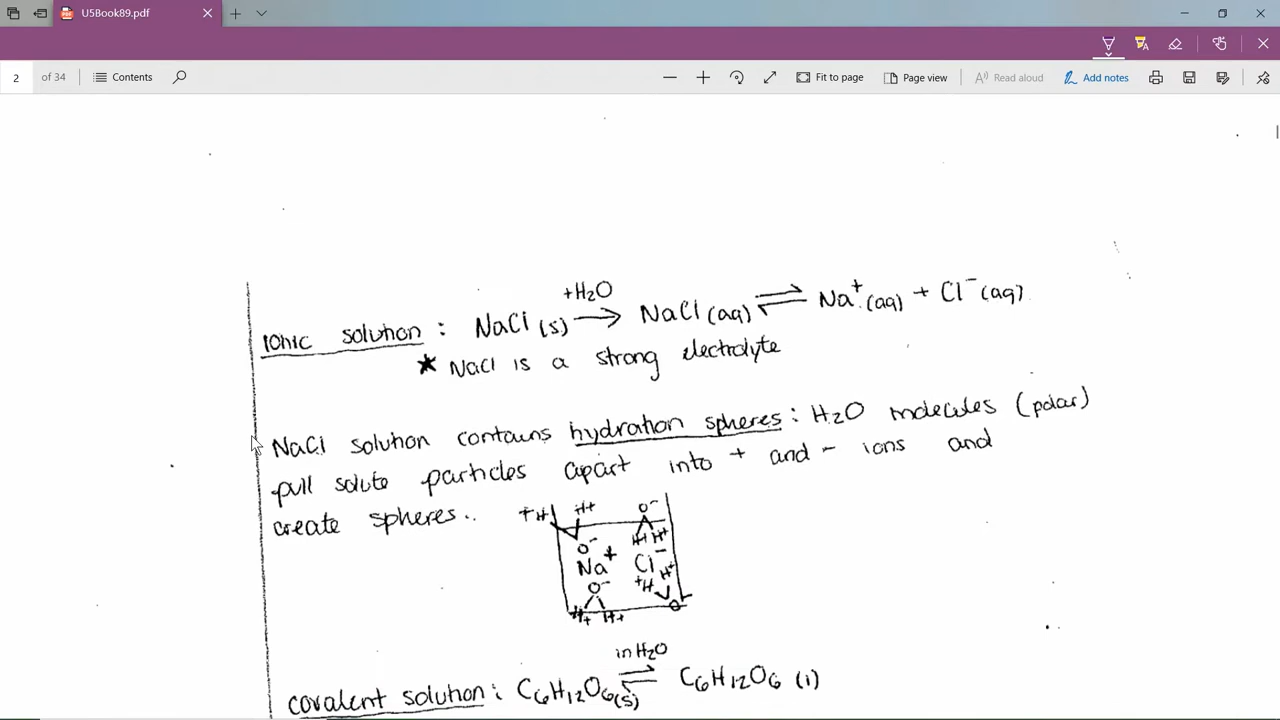 U5Book89.pdf
2 of 34 Contents Fit to page Page view Read aloud Add notes
+H₂O
ionic solution : NaCl (s) → NaCl (aq) ⇌ Na⁺ (aq) + Cl⁻ (aq)
★ NaCl is a strong electrolyte
NaCl solution contains hydration spheres : H₂O molecules (polar)
pull solute particles apart into + and - ions and
create spheres..
+H H+ O⁻
O⁻ H+ H+
Na⁺ Cl⁻
O⁻ +H H+
H+ H+ O⁻
in H₂O
covalent solution : C₆H₁₂O₆(s) ⇌ C₆H₁₂O₆ (l)